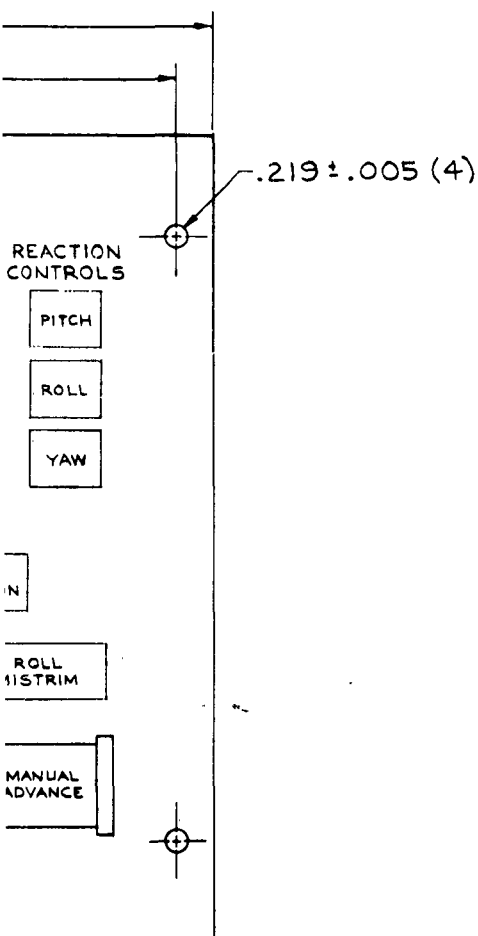 .219 ± .005 (4)
REACTION
CONTROLS
PITCH
ROLL
YAW
ROLL
MANUAL